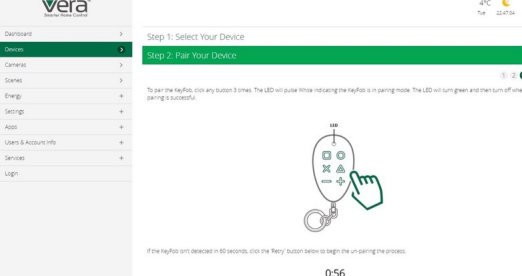 Vera
Smarter Home Control
4°C
Tue 22:47:04
Dashboard
Devices
Cameras
Scenes
Energy
Settings
Apps
Users & Account Info
Services
Login
Step 1: Select Your Device
Step 2: Pair Your Device
1 2
To pair the KeyFob, click any button 3 times. The LED will pulse White indicating the KeyFob is in pairing mode. The LED will turn green and then turn off whe
pairing is successful.
LED
If the KeyFob isn't detected in 60 seconds, click the 'Retry' button below to begin the un-pairing the process.
0:56